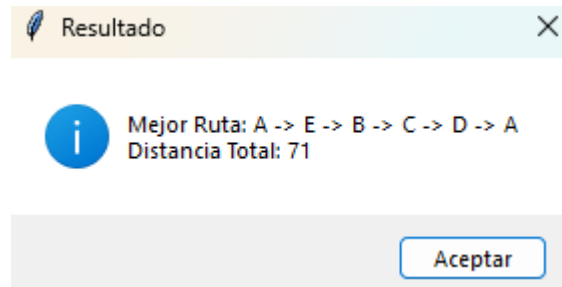 Resultado
Mejor Ruta: A -> E -> B -> C -> D -> A
Distancia Total: 71
Aceptar